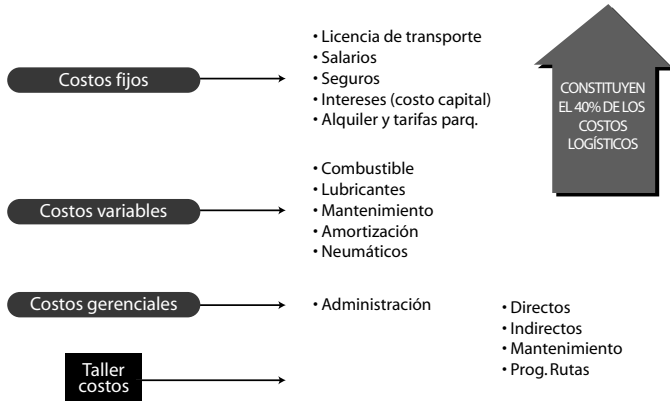 Costos fijos
• Licencia de transporte
• Salarios
• Seguros
• Intereses (costo capital)
• Alquiler y tarifas parq.
CONSTITUYEN
EL 40% DE LOS
COSTOS
LOGÍSTICOS
Costos variables
• Combustible
• Lubricantes
• Mantenimiento
• Amortización
• Neumáticos
Costos gerenciales
• Administración
• Directos
• Indirectos
• Mantenimiento
• Prog. Rutas
Taller
costos